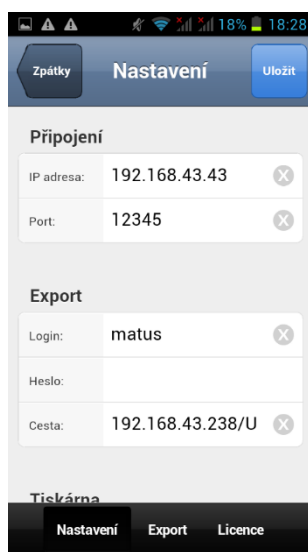 18% 18:28
Zpátky Nastavení Uložit
Připojení
IP adresa: 192.168.43.43
Port: 12345
Export
Login: matus
Heslo:
Cesta: 192.168.43.238/U
Tiskárna
Nastavení Export Licence